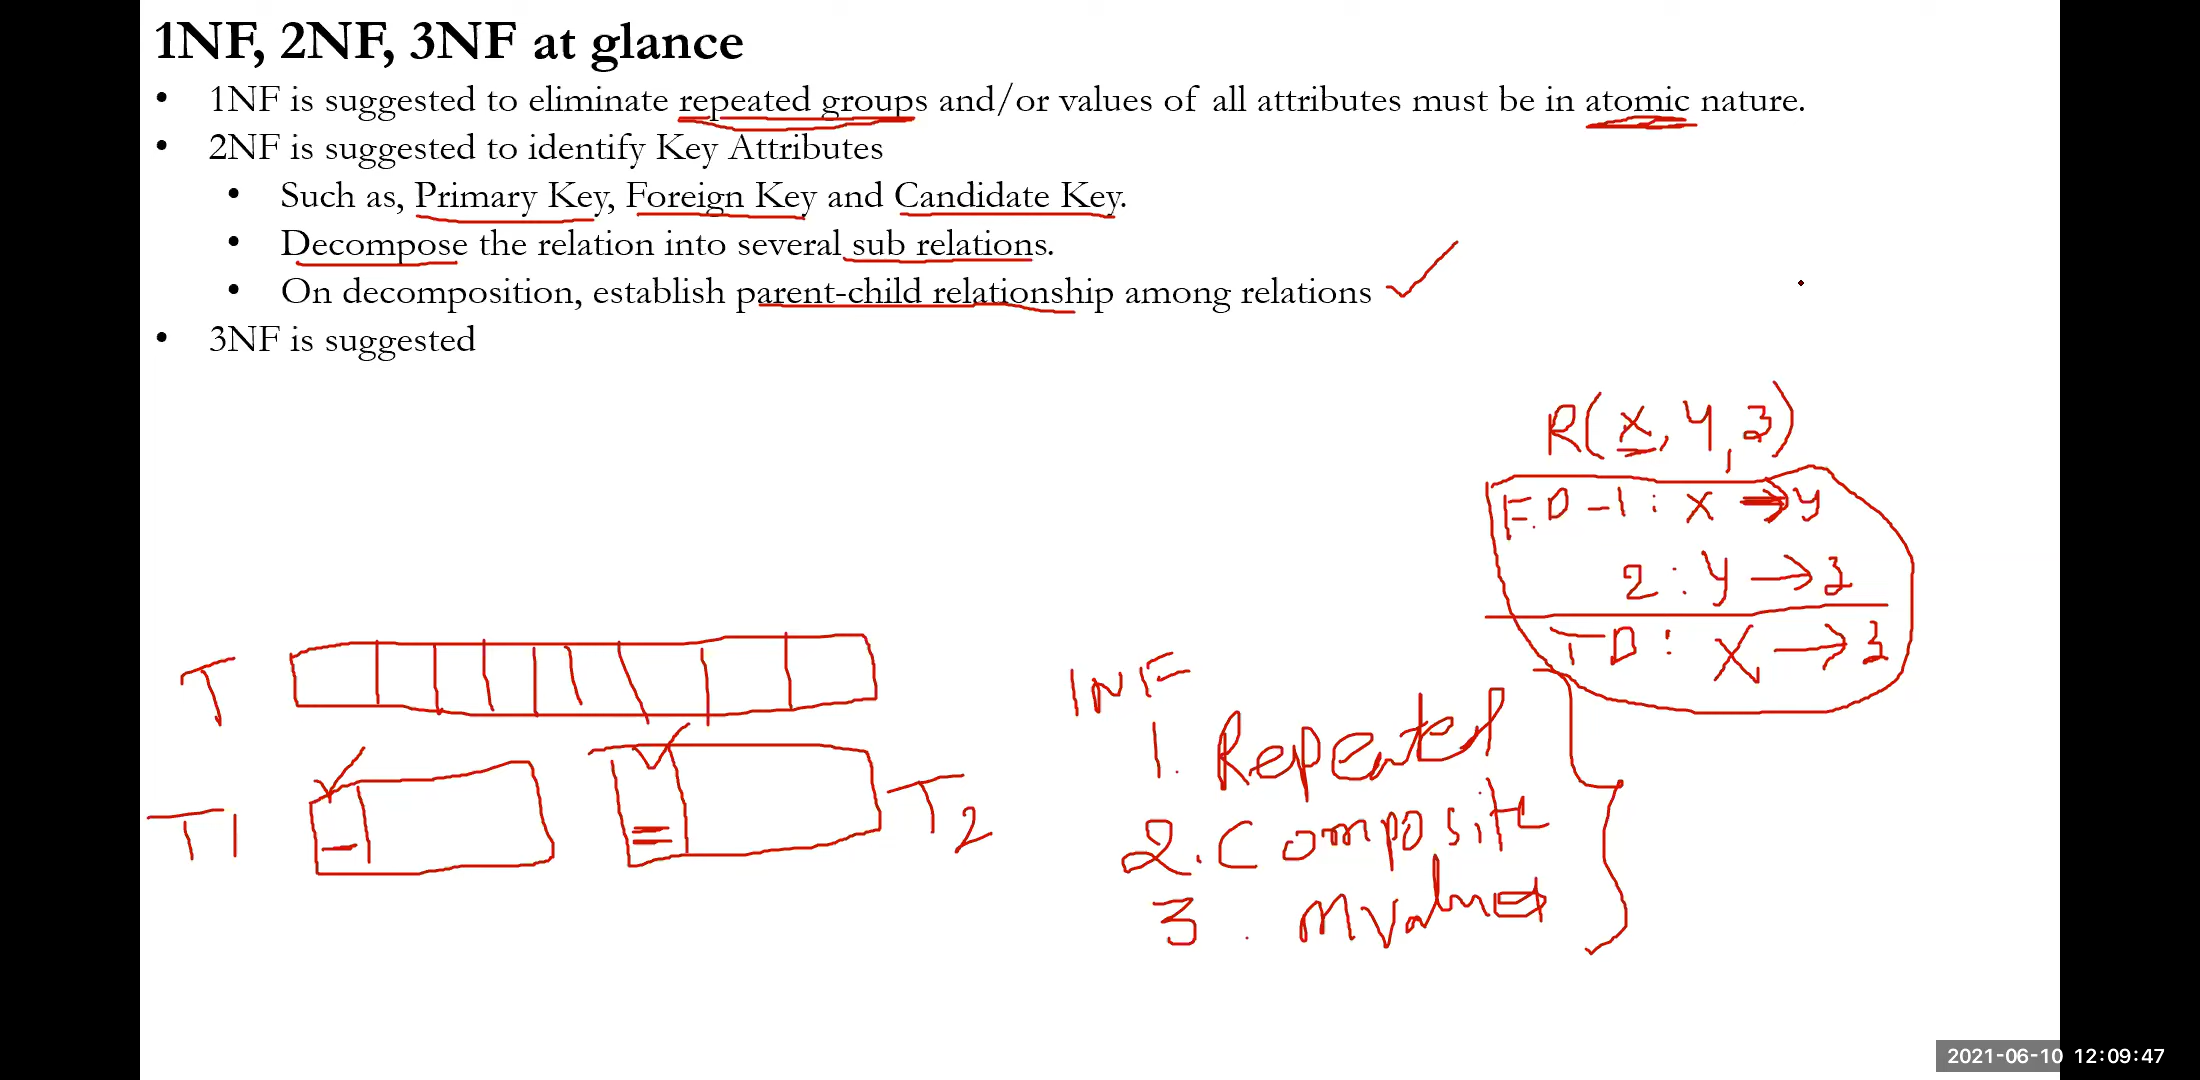 1NF, 2NF, 3NF at glance
• 1NF is suggested to eliminate repeated groups and/or values of all attributes must be in atomic nature.
• 2NF is suggested to identify Key Attributes
• Such as, Primary Key, Foreign Key and Candidate Key.
• Decompose the relation into several sub relations.
• On decomposition, establish parent-child relationship among relations
• 3NF is suggested
R(x, y, z)
F.D-1: x → y
2: y → z
TD: X → z
T
T1
T2
1NF
1. Repeated
2. Composite
3. MValued
2021-06-10 12:09:47